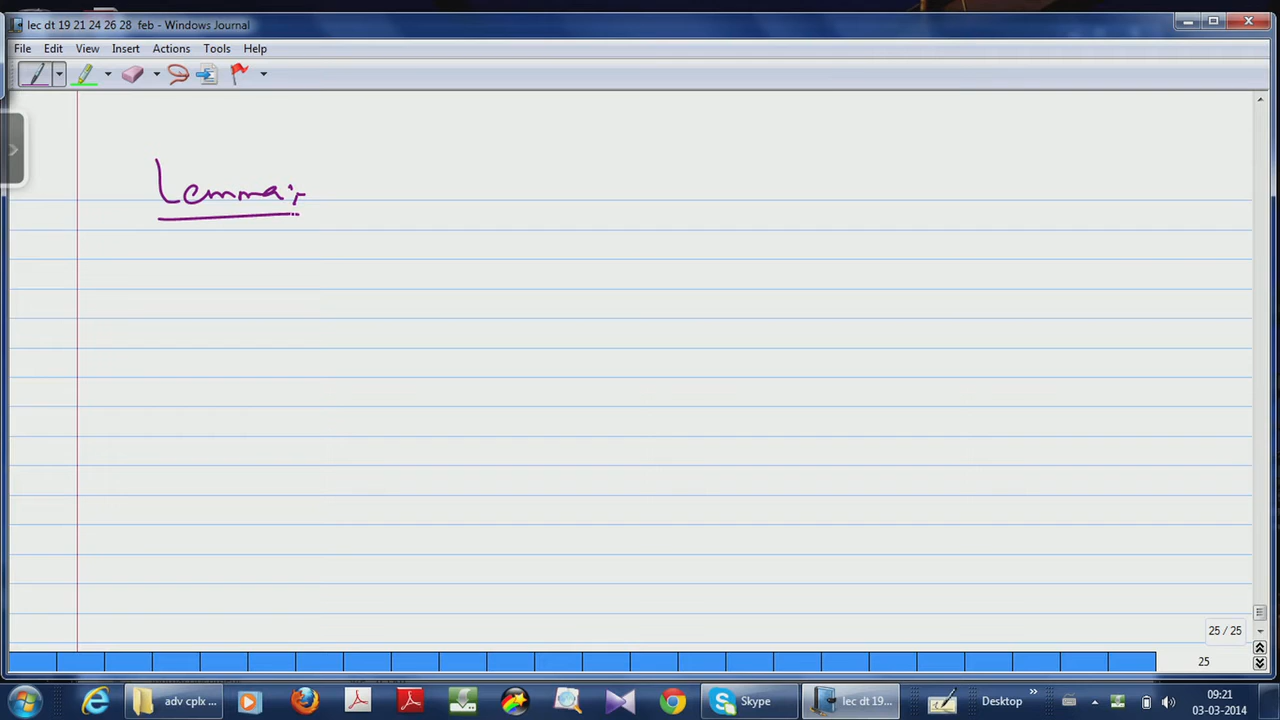 lec dt 19 21 24 26 28 feb - Windows Journal
File Edit View Insert Actions Tools Help
Lemma:
25 / 25
25
adv cplx ...
Skype
lec dt 19...
Desktop
09:21
03-03-2014